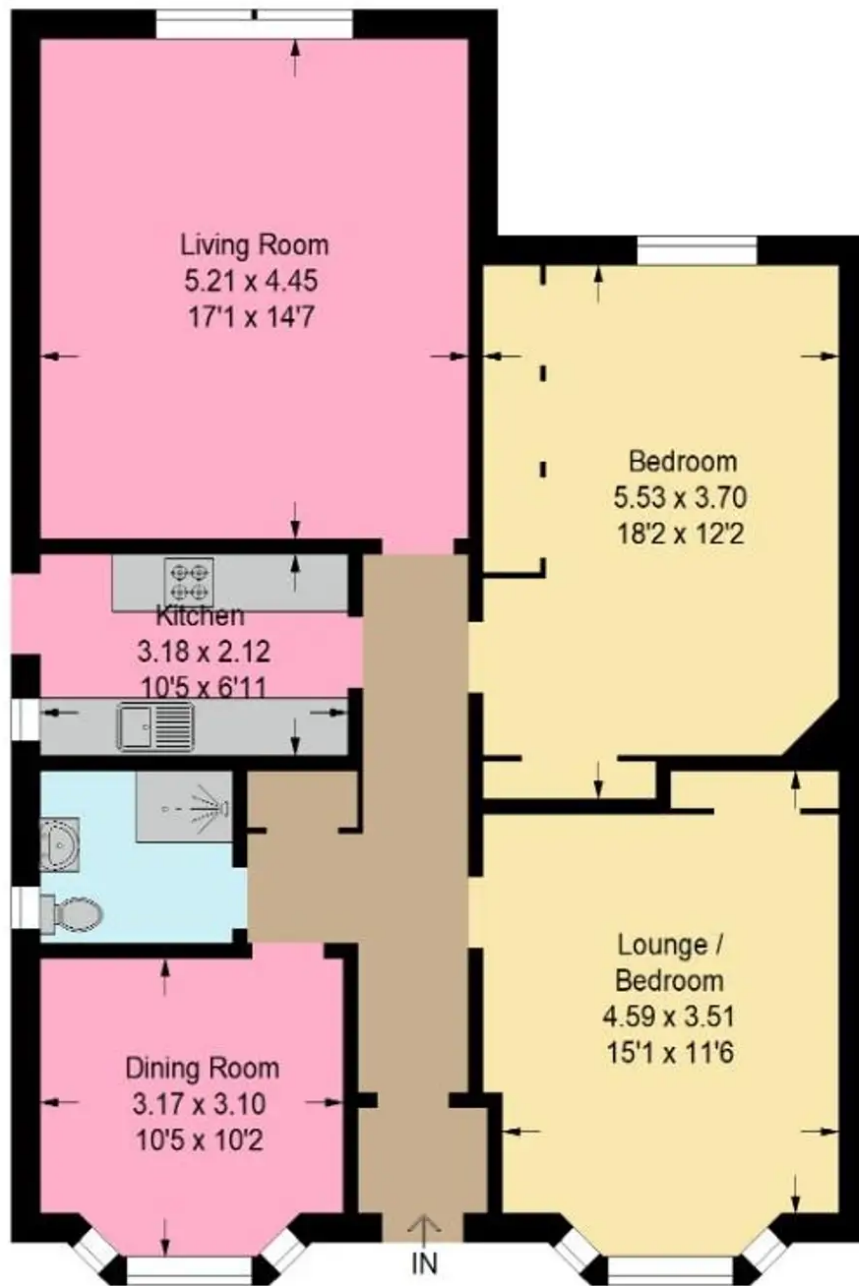 Living Room
5.21 x 4.45
17'1 x 14'7
Bedroom
5.53 x 3.70
18'2 x 12'2
Kitchen
3.18 x 2.12
10'5 x 6'11
Lounge /
Bedroom
4.59 x 3.51
15'1 x 11'6
Dining Room
3.17 x 3.10
10'5 x 10'2
IN